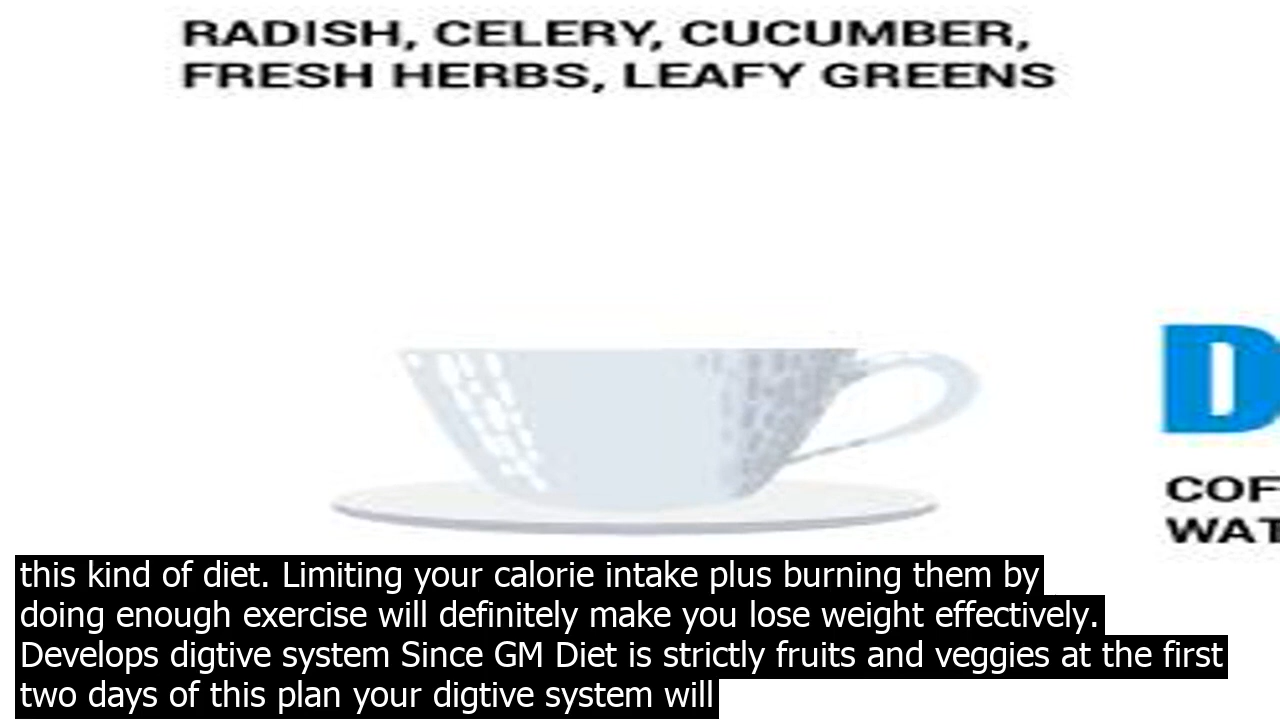 RADISH, CELERY, CUCUMBER,
FRESH HERBS, LEAFY GREENS
D
COF
WAT
this kind of diet. Limiting your calorie intake plus burning them by
doing enough exercise will definitely make you lose weight effectively.
Develops digtive system Since GM Diet is strictly fruits and veggies at the first
two days of this plan your digtive system will